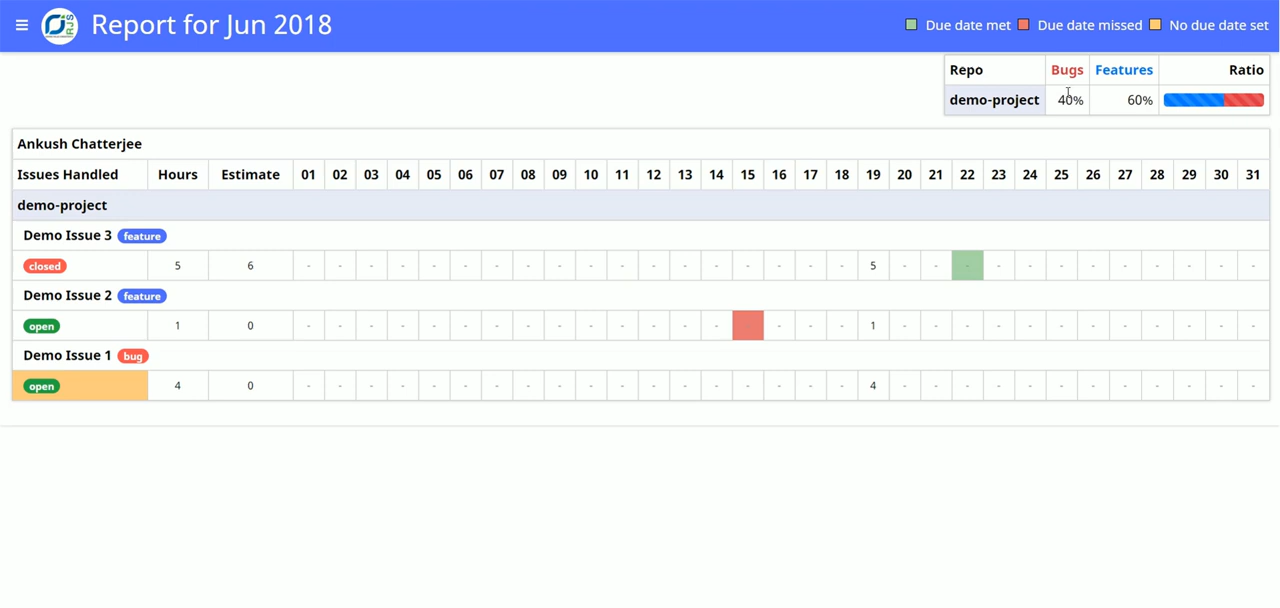 Report for Jun 2018 Due date met Due date missed No due date set
Repo Bugs Features Ratio
demo-project 40% 60%
Ankush Chatterjee
Issues Handled Hours Estimate 01 02 03 04 05 06 07 08 09 10 11 12 13 14 15 16 17 18 19 20 21 22 23 24 25 26 27 28 29 30 31
demo-project
Demo Issue 3 feature
closed 5 6 - - - - - - - - - - - - - - - - - - 5 - - - - - - - - - - - -
Demo Issue 2 feature
open 1 0 - - - - - - - - - - - - - - - - - 1 - - - - - - - - - - - -
Demo Issue 1 bug
open 4 0 - - - - - - - - - - - - - - - - - - 4 - - - - - - - - - - - -